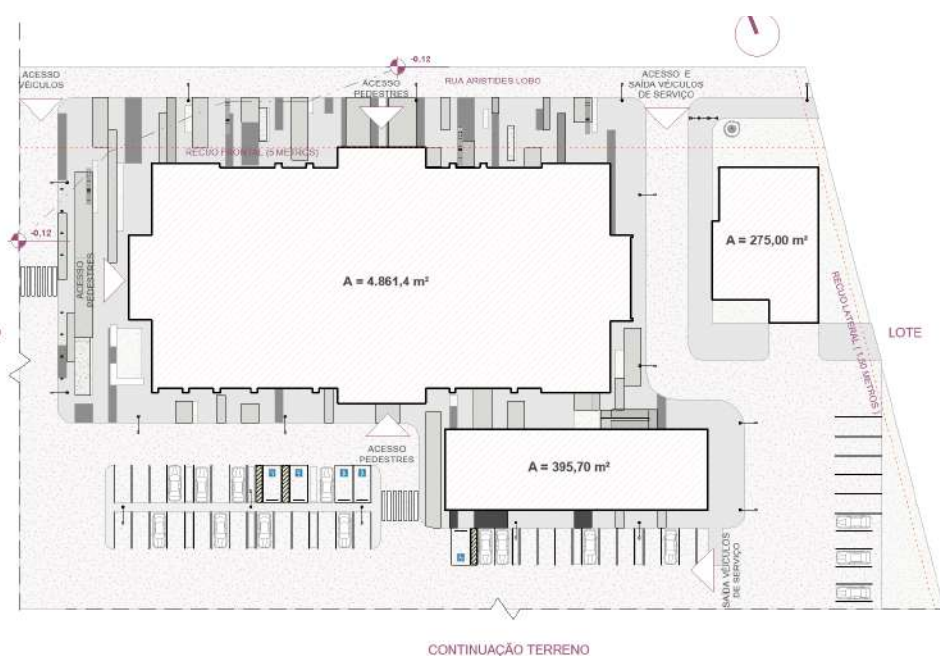 -0,12
ACESSO
VEÍCULOS
ACESSO
PEDESTRES
RUA ARISTIDES LOBO
ACESSO E
SAÍDA VEÍCULOS
DE SERVIÇO
RECUO FRONTAL (5 METROS)
-0,12
ACESSO
PEDESTRES
A = 4.861,4 m²
A = 275,00 m²
RECUO LATERAL ( 1,50 METROS )
LOTE
ACESSO
PEDESTRES
A = 395,70 m²
SAÍDA VEÍCULOS
DE SERVIÇO
CONTINUAÇÃO TERRENO